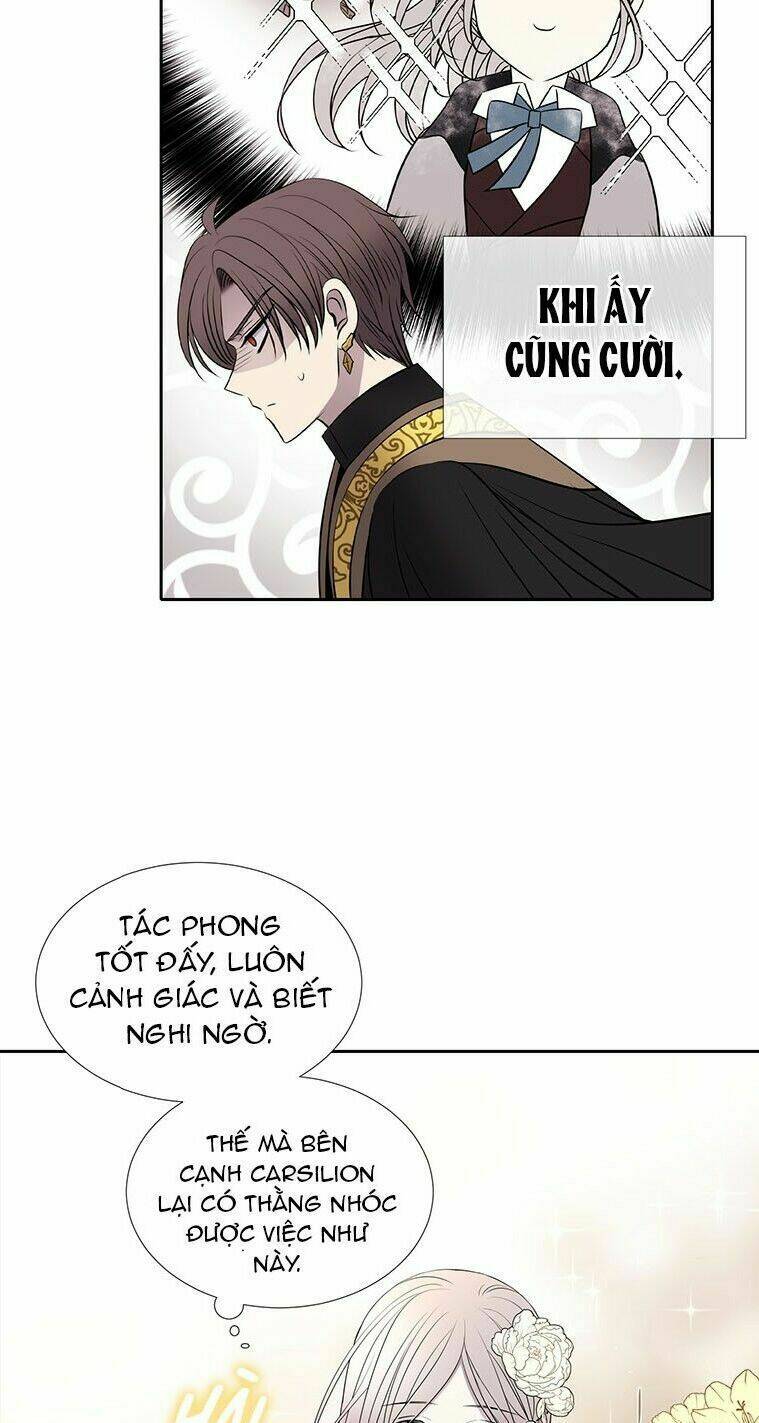 KHI ẤY
CŨNG CƯỜI.
TÁC PHONG
TỐT ĐẤY, LUÔN
CẢNH GIÁC VÀ BIẾT
NGHI NGỜ.
THẾ MÀ BÊN
CẠNH CARSILION
LẠI CÓ THẰNG NHÓC
ĐƯỢC VIỆC NHƯ
NÀY.
HÀI